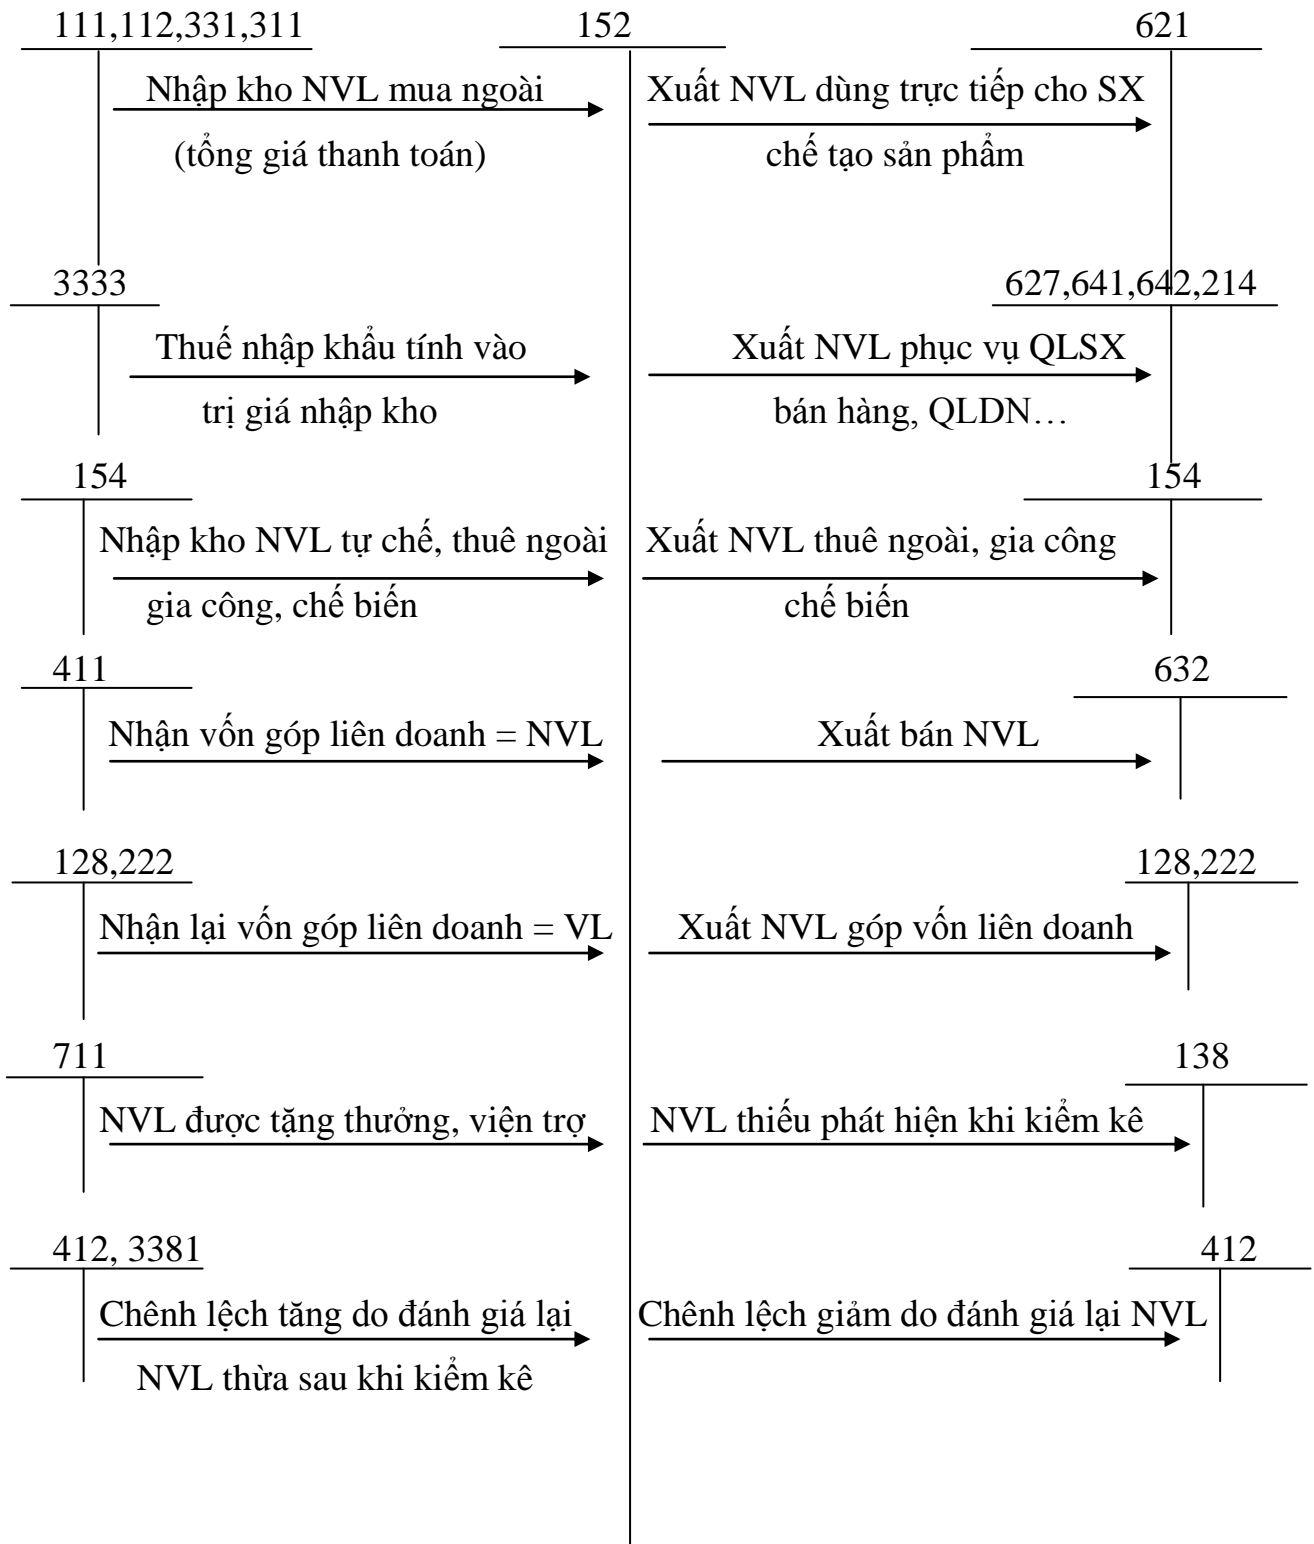 111,112,331,311
152
621
Nhập kho NVL mua ngoài
(tổng giá thanh toán)
Xuất NVL dùng trực tiếp cho SX
chế tạo sản phẩm
3333
627,641,642,214
Thuế nhập khẩu tính vào
trị giá nhập kho
Xuất NVL phục vụ QLSX
bán hàng, QLDN…
154
154
Nhập kho NVL tự chế, thuê ngoài
gia công, chế biến
Xuất NVL thuê ngoài, gia công
chế biến
411
632
Nhận vốn góp liên doanh = NVL
Xuất bán NVL
128,222
128,222
Nhận lại vốn góp liên doanh = VL
Xuất NVL góp vốn liên doanh
711
138
NVL được tặng thưởng, viện trợ
NVL thiếu phát hiện khi kiểm kê
412, 3381
412
Chênh lệch tăng do đánh giá lại
NVL thừa sau khi kiểm kê
Chênh lệch giảm do đánh giá lại NVL